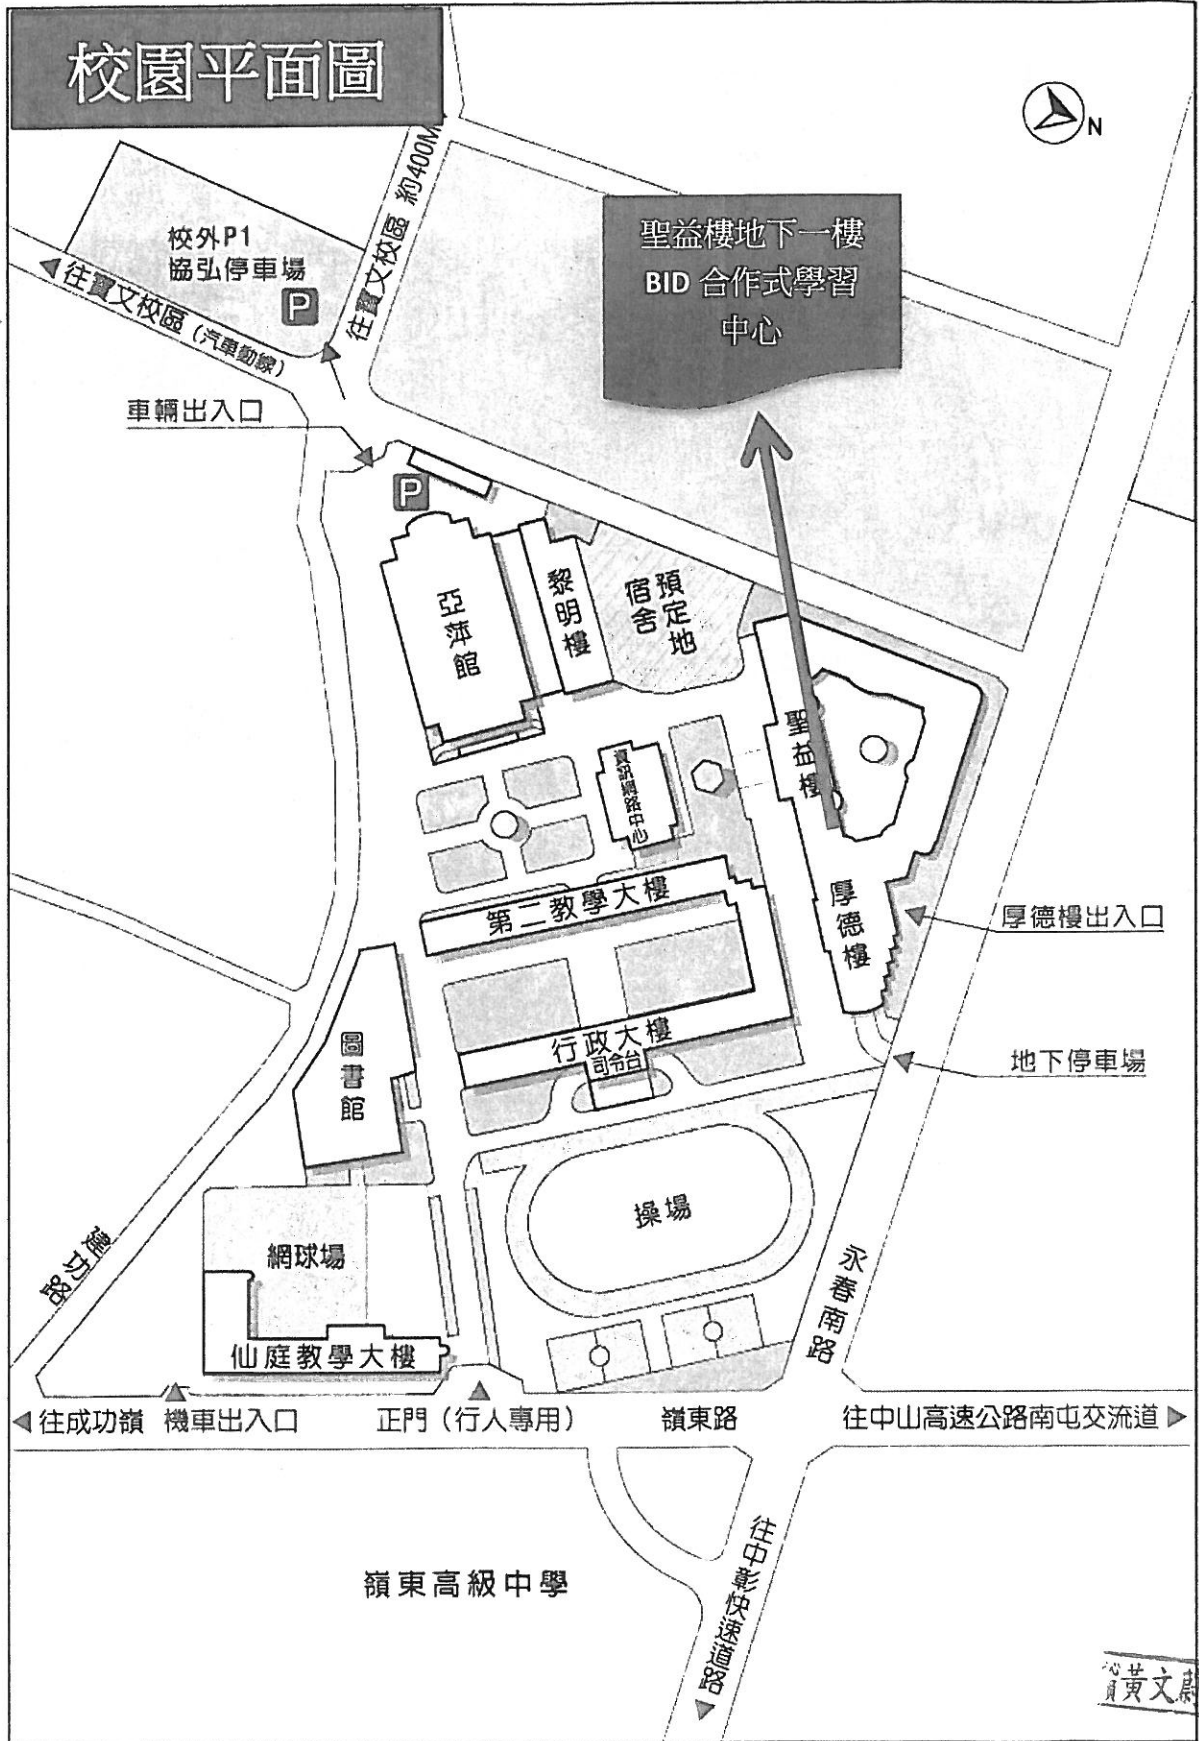 校園平面圖
N
往寶文校區 約400M
校外P1
協弘停車場
P
往寶文校區(汽車動線)
聖益樓地下一樓
BID 合作式學習
中心
車輛出入口
P
亞萍館
黎明樓
宿舍
預定地
聖益樓
資訊網路中心
第二教學大樓
厚德樓
厚德樓出入口
行政大樓
司令台
圖書館
地下停車場
操場
網球場
建功路
永春南路
仙庭教學大樓
往成功嶺
機車出入口
正門(行人專用)
嶺東路
往中山高速公路南屯交流道
往中彰快速道路
嶺東高級中學
黃文